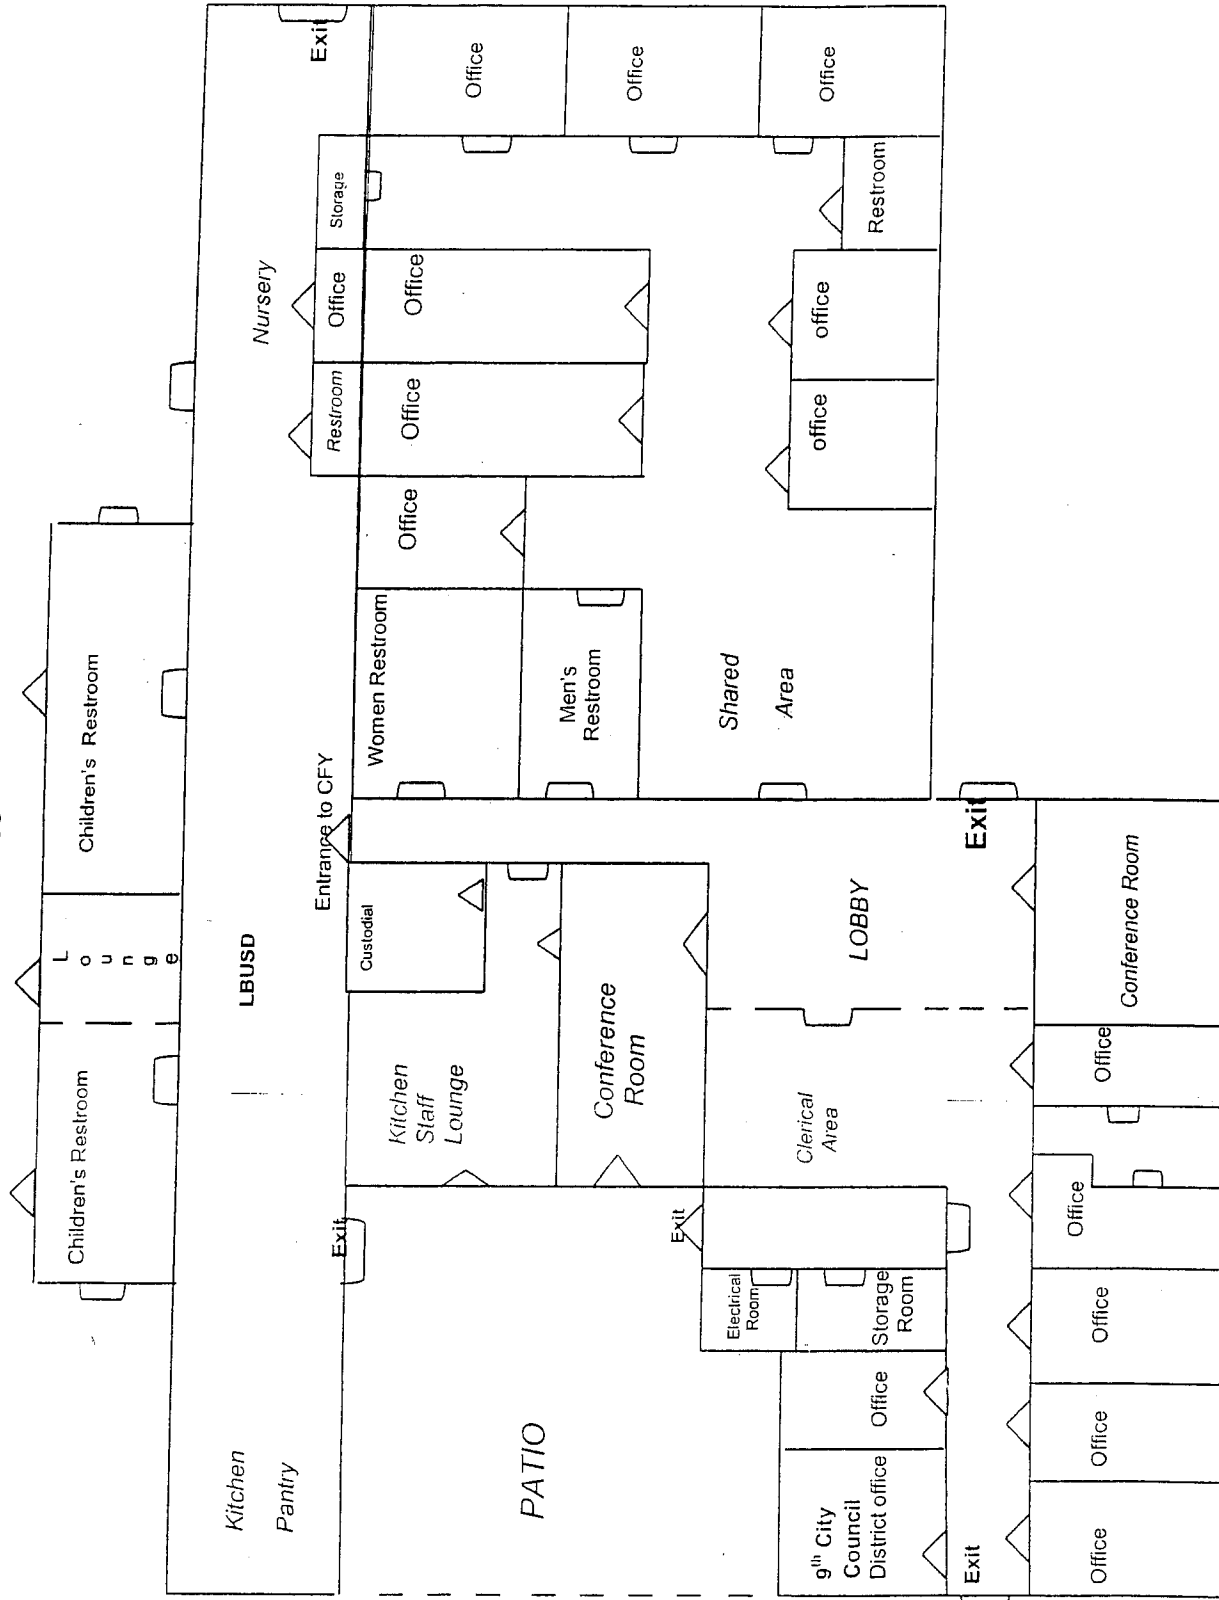 Exit
Office
Office
Office
Storage
Office
Restroom
Nursery
Office
Office
Office
Restroom
office
office
Children's Restroom
L
o
u
n
g
e
Children's Restroom
LBUSD
Entrance to CFY
Women Restroom
Men's
Restroom
Shared
Area
Custodial
Kitchen
Staff
Lounge
Conference
Room
LOBBY
Exit
Conference Room
Clerical
Area
Office
Office
Exit
Exit
Electrical
Room
Storage
Room
Kitchen
Pantry
PATIO
Office
9th City
Council
District office
Exit
Office
Office
Office